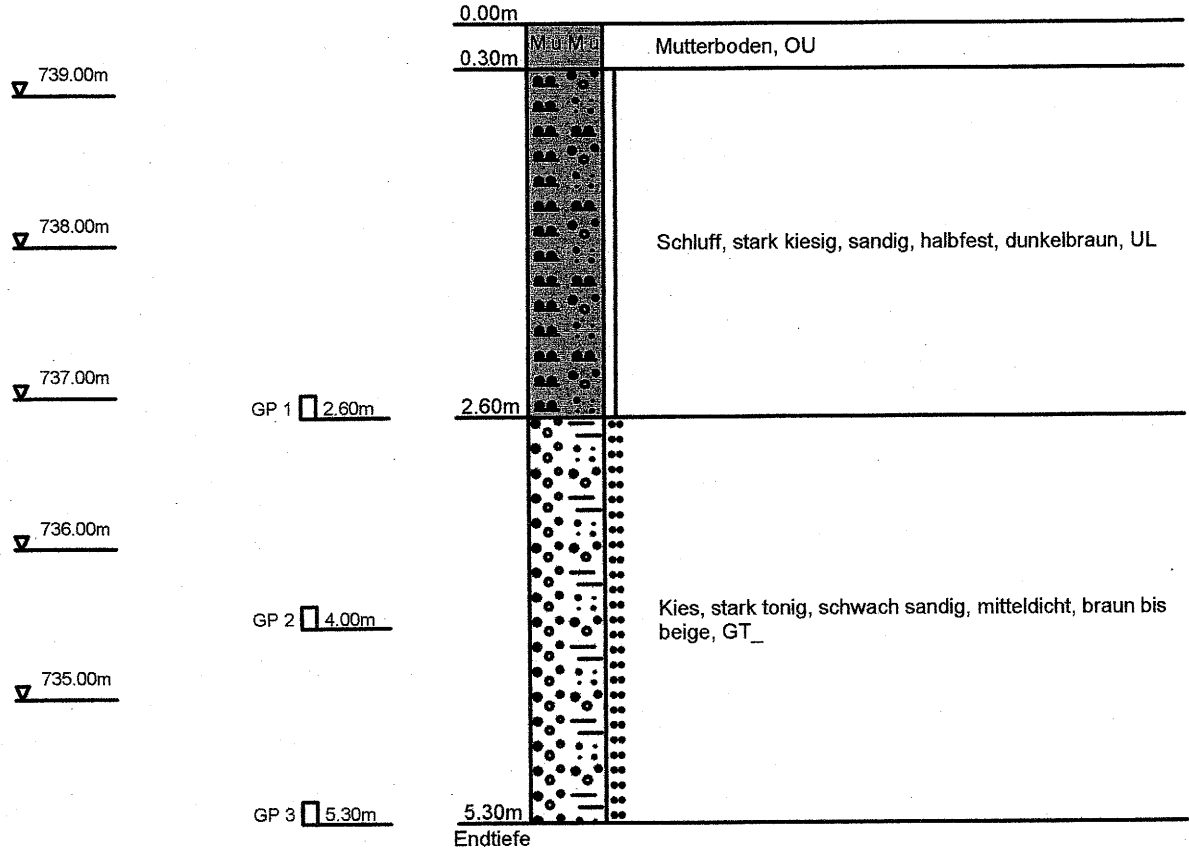 0.00m
Mu Mu
Mutterboden, OU
0.30m
739.00m
738.00m
Schluff, stark kiesig, sandig, halbfest, dunkelbraun, UL
737.00m
GP 1 2.60m
2.60m
736.00m
Kies, stark tonig, schwach sandig, mitteldicht, braun bis
beige, GT_
GP 2 4.00m
735.00m
GP 3 5.30m
5.30m
Endtiefe